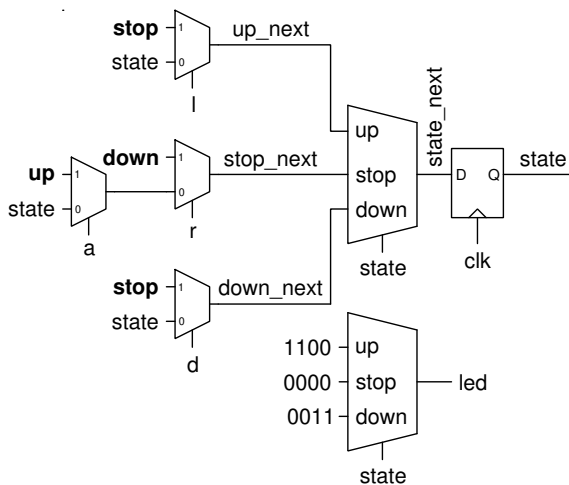 stop 1 up_next
state 0
l
state_next
up
down 1 stop_next stop D Q state
up 1 0
state 0 down
a r
state clk
stop 1 down_next
state 0
d
1100 up
0000 stop led
0011 down
state